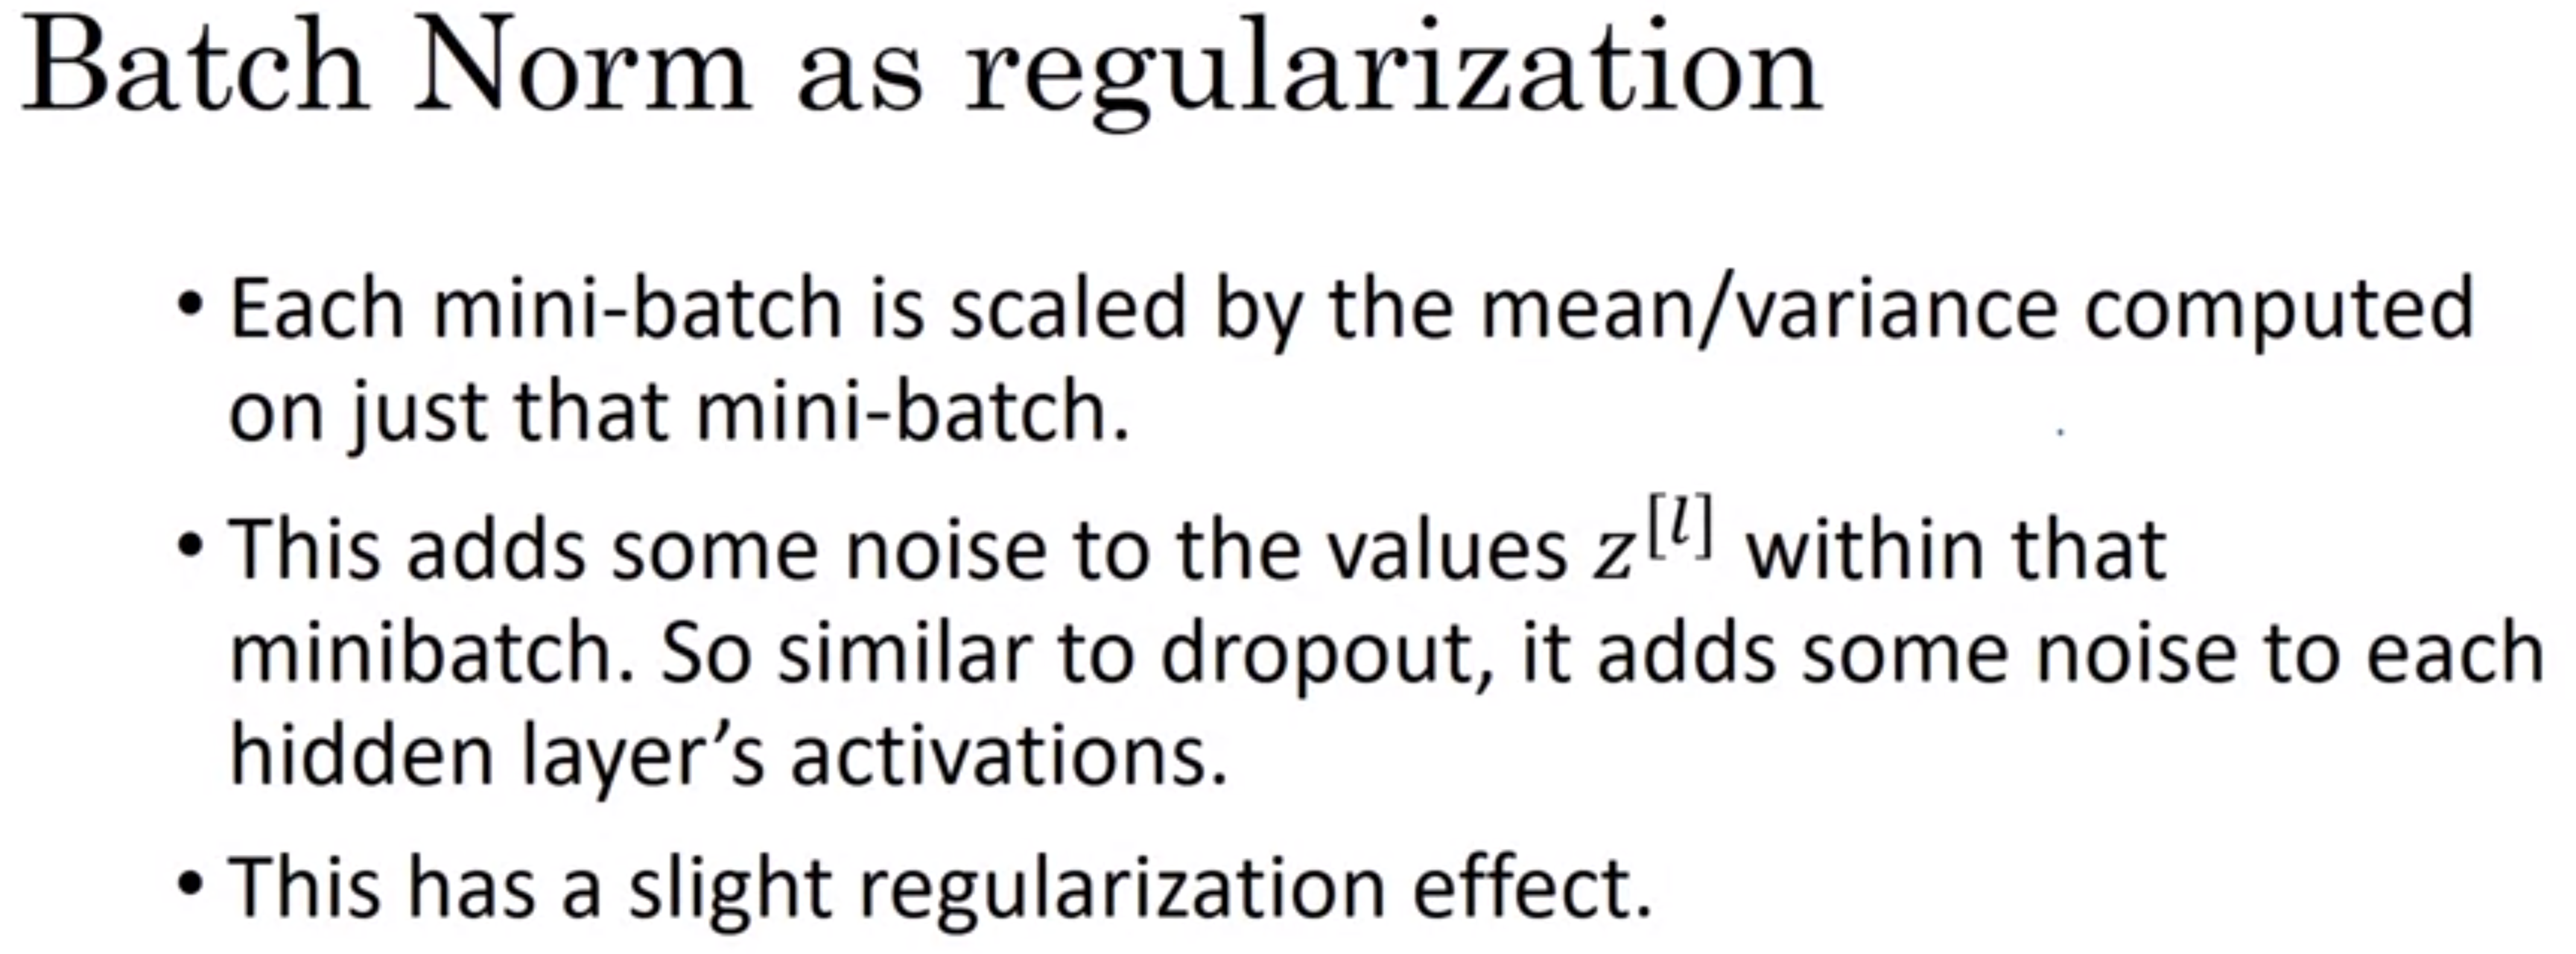 Batch Norm as regularization
• Each mini-batch is scaled by the mean/variance computed
on just that mini-batch.
• This adds some noise to the values z^[l] within that
minibatch. So similar to dropout, it adds some noise to each
hidden layer’s activations.
• This has a slight regularization effect.